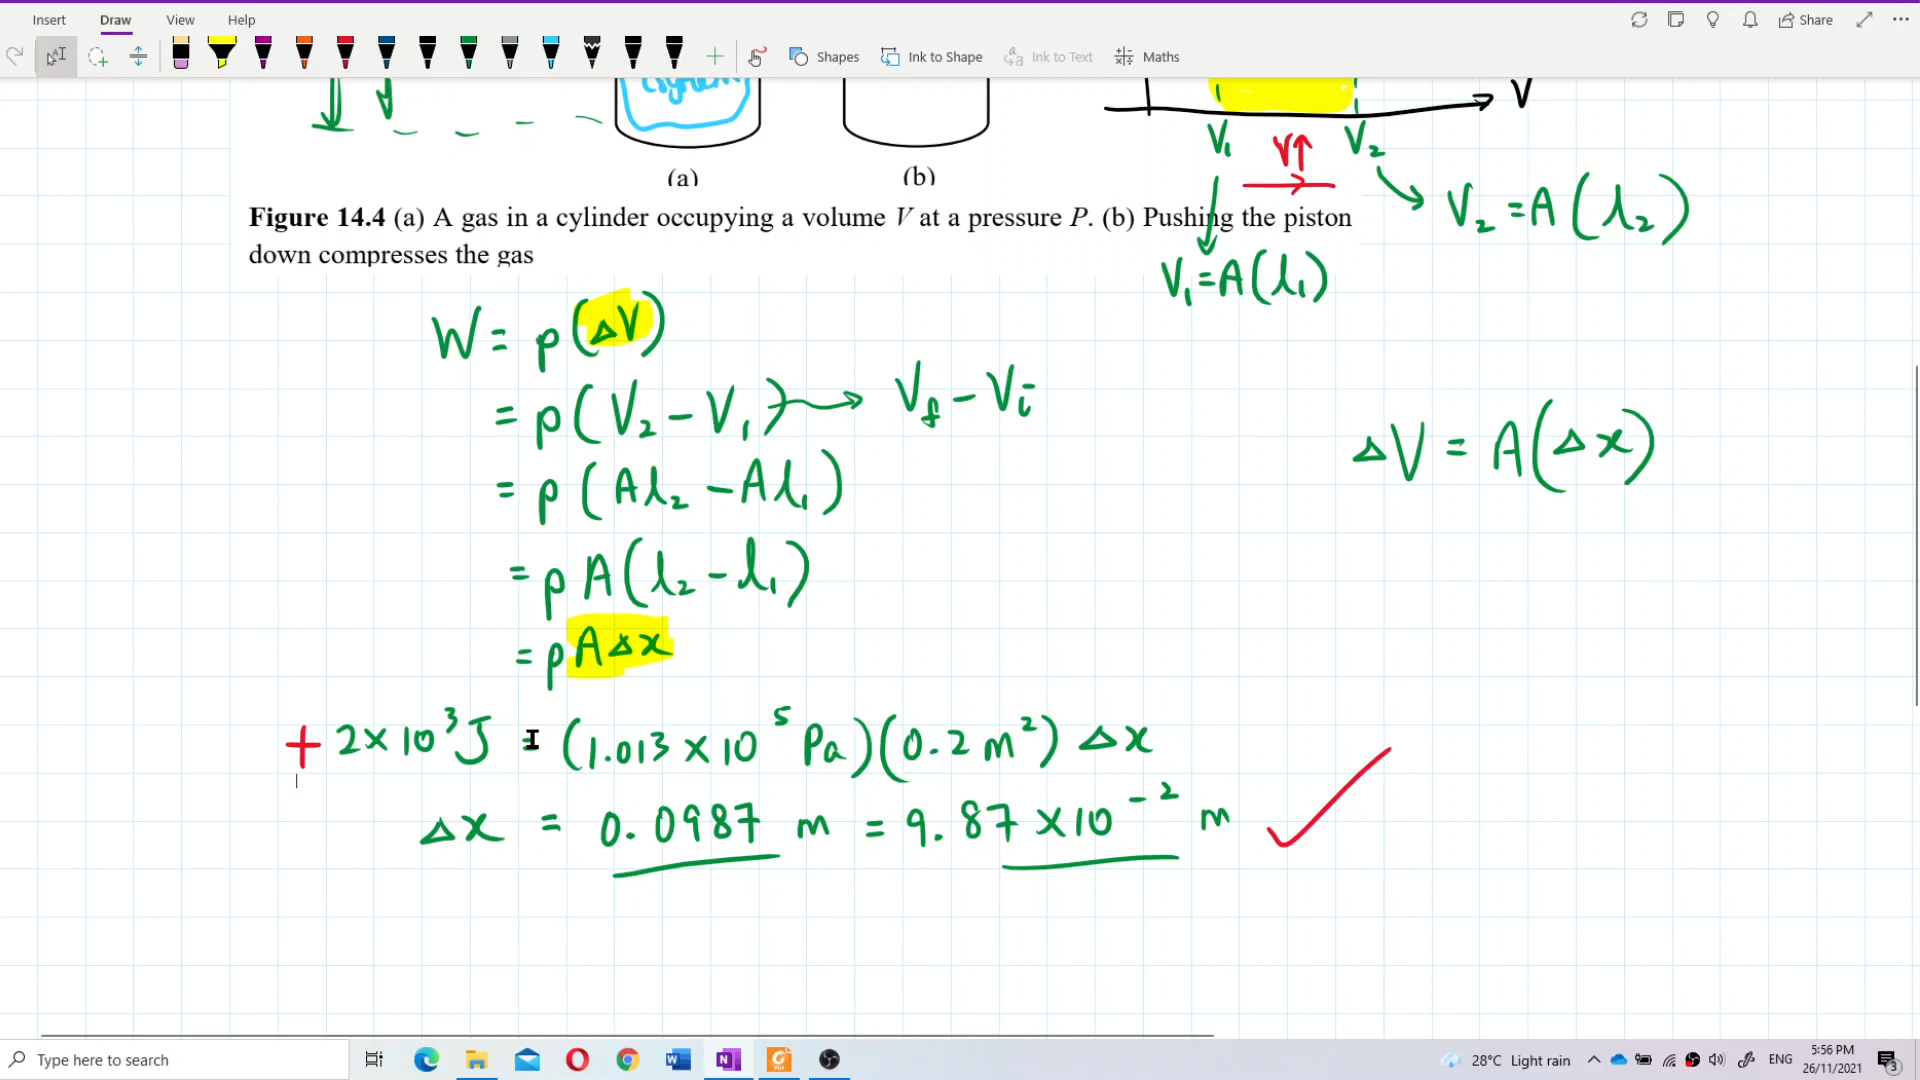 Insert Draw View Help
Share
Shapes Ink to Shape Ink to Text Maths
V
V₁ V↑ V₂
(a) (b)
V₂ = A(l₂)
Figure 14.4 (a) A gas in a cylinder occupying a volume V at a pressure P. (b) Pushing the piston
down compresses the gas
V₁ = A(l₁)
W = p(ΔV)
= p(V₂ - V₁) → V_f - V_i
ΔV = A(Δx)
= p(Al₂ - Al₁)
= pA(l₂ - l₁)
= pAΔx
+ 2×10³ J = (1.013 × 10⁵ Pa)(0.2 m²) Δx
Δx = 0.0987 m = 9.87 ×10⁻² m
Type here to search
28°C Light rain
ENG
5:56 PM
26/11/2021
3